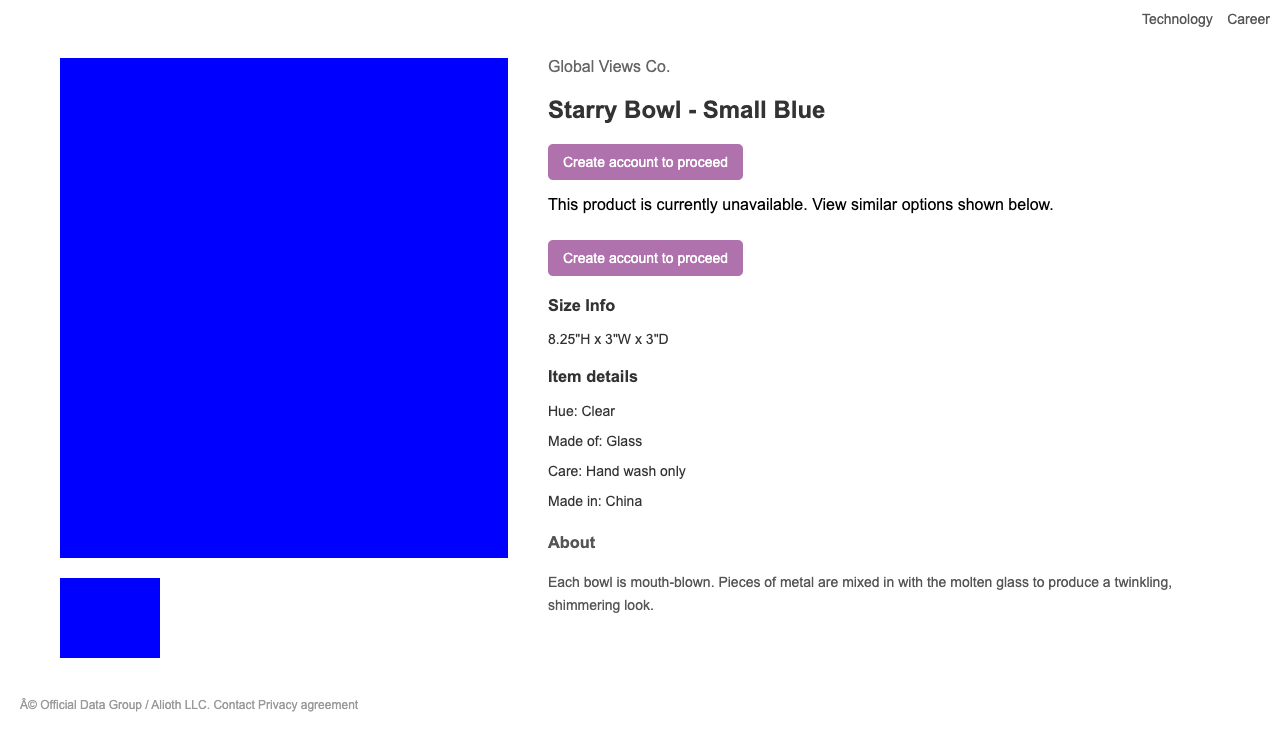 Technology Career
Global Views Co.
Starry Bowl - Small Blue
Create account to proceed
This product is currently unavailable. View similar options shown below.
Create account to proceed
Size Info
8.25"H x 3"W x 3"D
Item details
Hue: Clear
Made of: Glass
Care: Hand wash only
Made in: China
About
Each bowl is mouth-blown. Pieces of metal are mixed in with the molten glass to produce a twinkling,
shimmering look.
Â© Official Data Group / Alioth LLC. Contact Privacy agreement